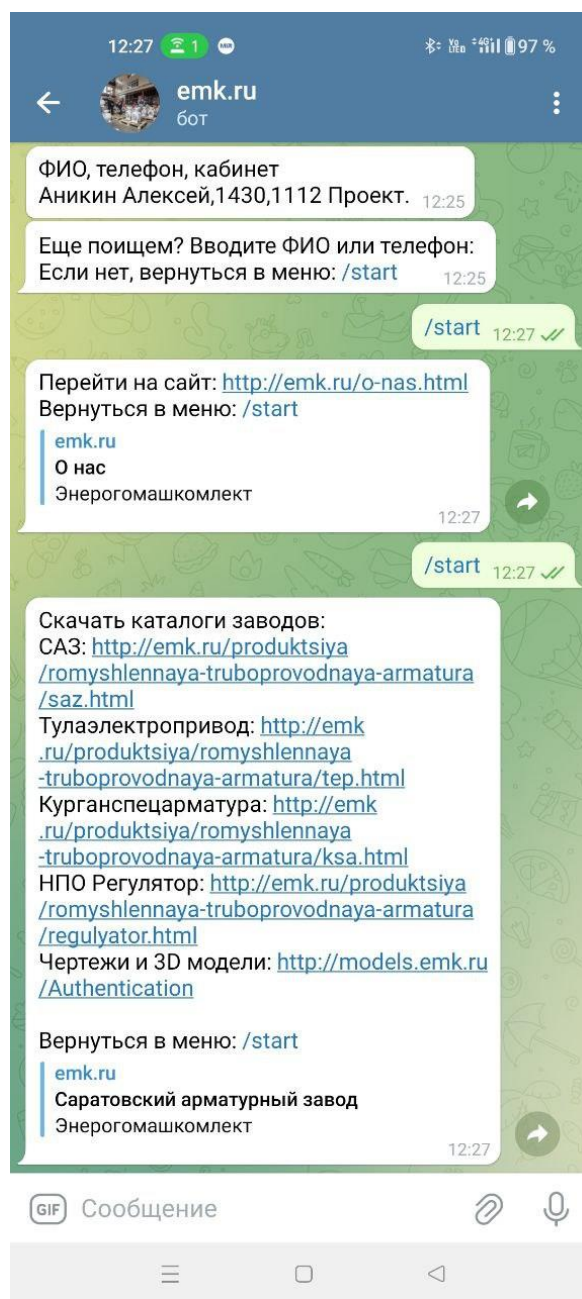 12:27 1 97 %
emk.ru
бот
ФИО, телефон, кабинет
Аникин Алексей,1430,1112 Проект. 12:25
Еще поищем? Вводите ФИО или телефон:
Если нет, вернуться в меню: /start 12:25
/start 12:27
Перейти на сайт: http://emk.ru/o-nas.html
Вернуться в меню: /start
emk.ru
О нас
Энерогомашкомлект
12:27
/start 12:27
Скачать каталоги заводов:
САЗ: http://emk.ru/produktsiya
/romyshlennaya-truboprovodnaya-armatura
/saz.html
Тулаэлектропривод: http://emk
.ru/produktsiya/romyshlennaya
-truboprovodnaya-armatura/tep.html
Курганспецарматура: http://emk
.ru/produktsiya/romyshlennaya
-truboprovodnaya-armatura/ksa.html
НПО Регулятор: http://emk.ru/produktsiya
/romyshlennaya-truboprovodnaya-armatura
/regulyator.html
Чертежи и 3D модели: http://models.emk.ru
/Authentication
Вернуться в меню: /start
emk.ru
Саратовский арматурный завод
Энерогомашкомлект
12:27
GIF Сообщение